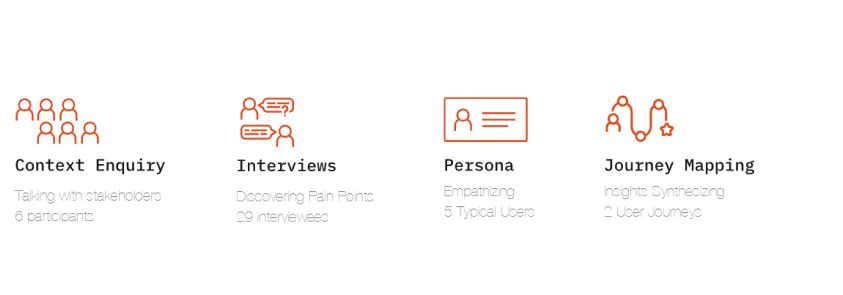 Context Enquiry
Talking with stakeholders
6 participants
Interviews
Discovering Pain Points
29 interviewees
Persona
Empathizing
5 Typical Users
Journey Mapping
Insights Synthesizing
2 User Journeys